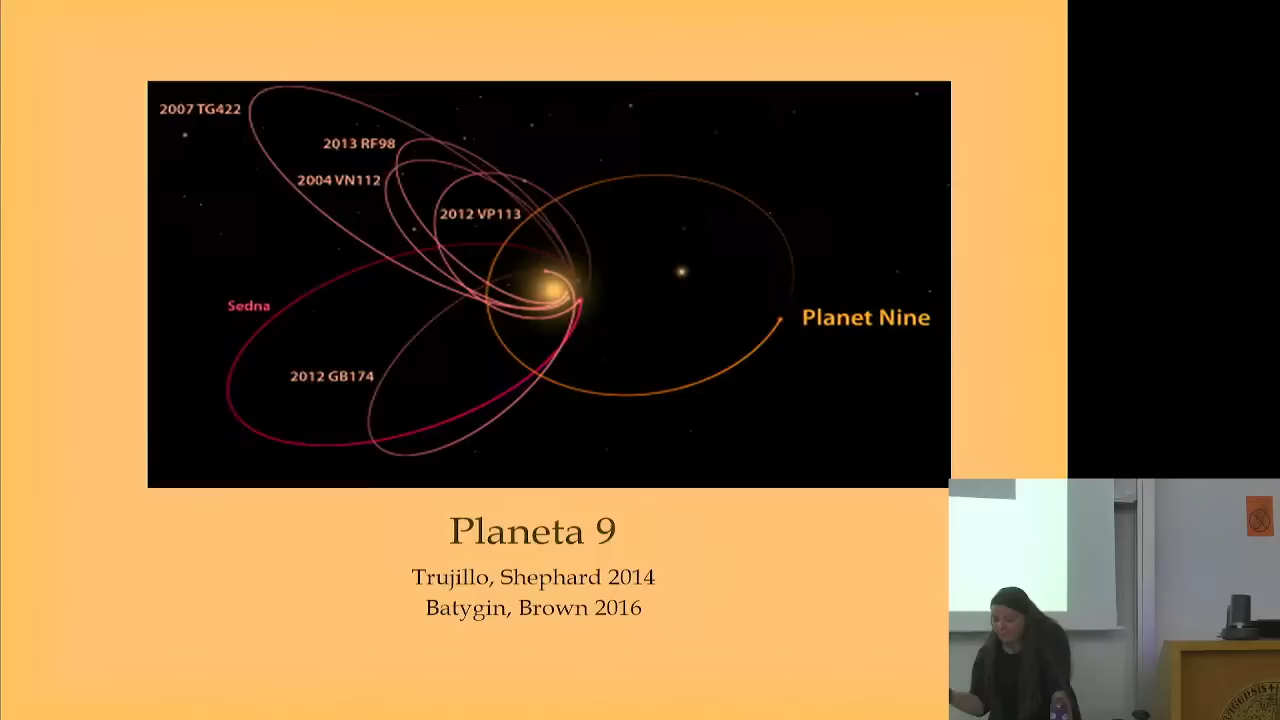 2007 TG422
2013 RF98
2004 VN112
2012 VP113
Sedna
Planet Nine
2012 GB174
Planeta 9
Trujillo, Shephard 2014
Batygin, Brown 2016